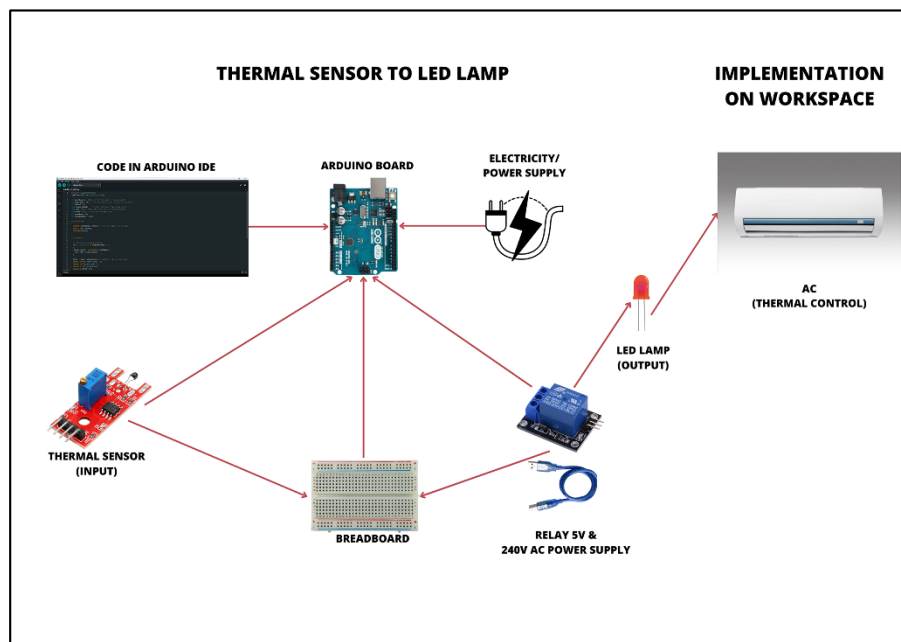 THERMAL SENSOR TO LED LAMP
IMPLEMENTATION
ON WORKSPACE
CODE IN ARDUINO IDE
ARDUINO BOARD
ELECTRICITY/
POWER SUPPLY
AC
(THERMAL CONTROL)
LED LAMP
(OUTPUT)
THERMAL SENSOR
(INPUT)
BREADBOARD
RELAY 5V &
240V AC POWER SUPPLY